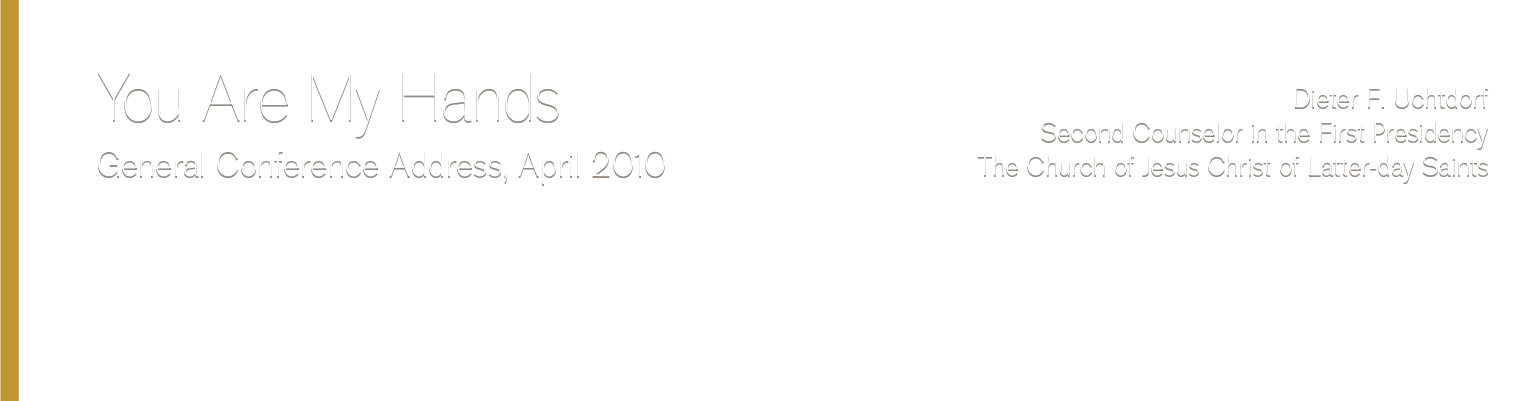 You Are My Hands
General Conference Address, April 2010
Dieter F. Uchtdorf
Second Counselor in the First Presidency
The Church of Jesus Christ of Latter-day Saints